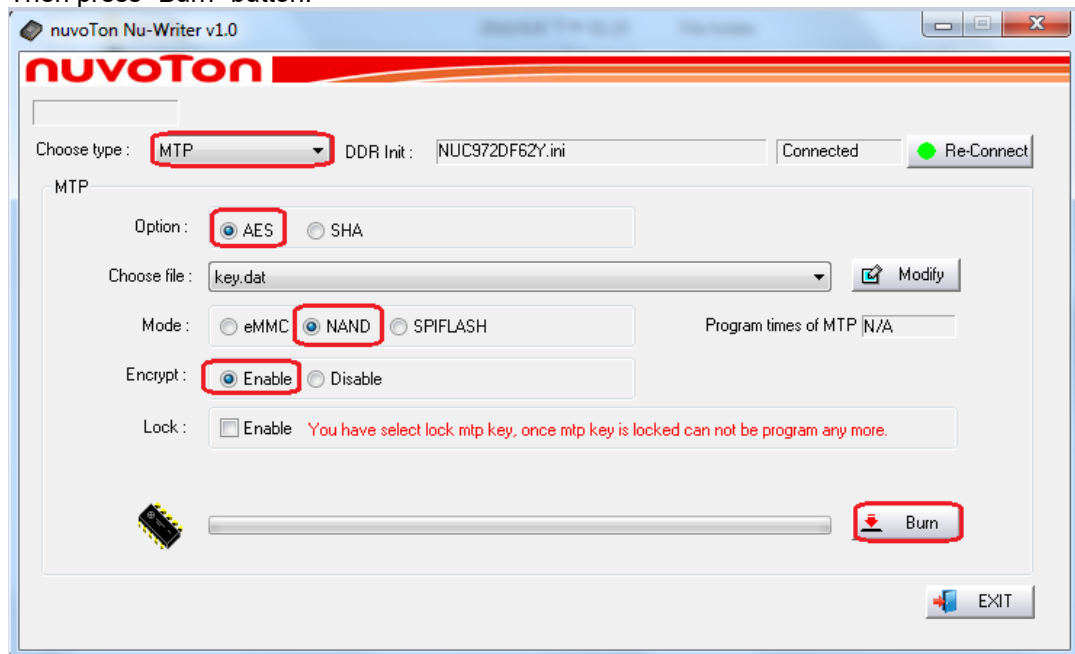 Then press "Burn" button.
nuvoTon Nu-Writer v1.0
nuvoTon
Choose type : MTP DDR Init : NUC972DF62Y.ini Connected Re-Connect
MTP
Option : AES SHA
Choose file : key.dat Modify
Mode : eMMC NAND SPIFLASH Program times of MTP N/A
Encrypt : Enable Disable
Lock : Enable You have select lock mtp key, once mtp key is locked can not be program any more.
Burn
EXIT